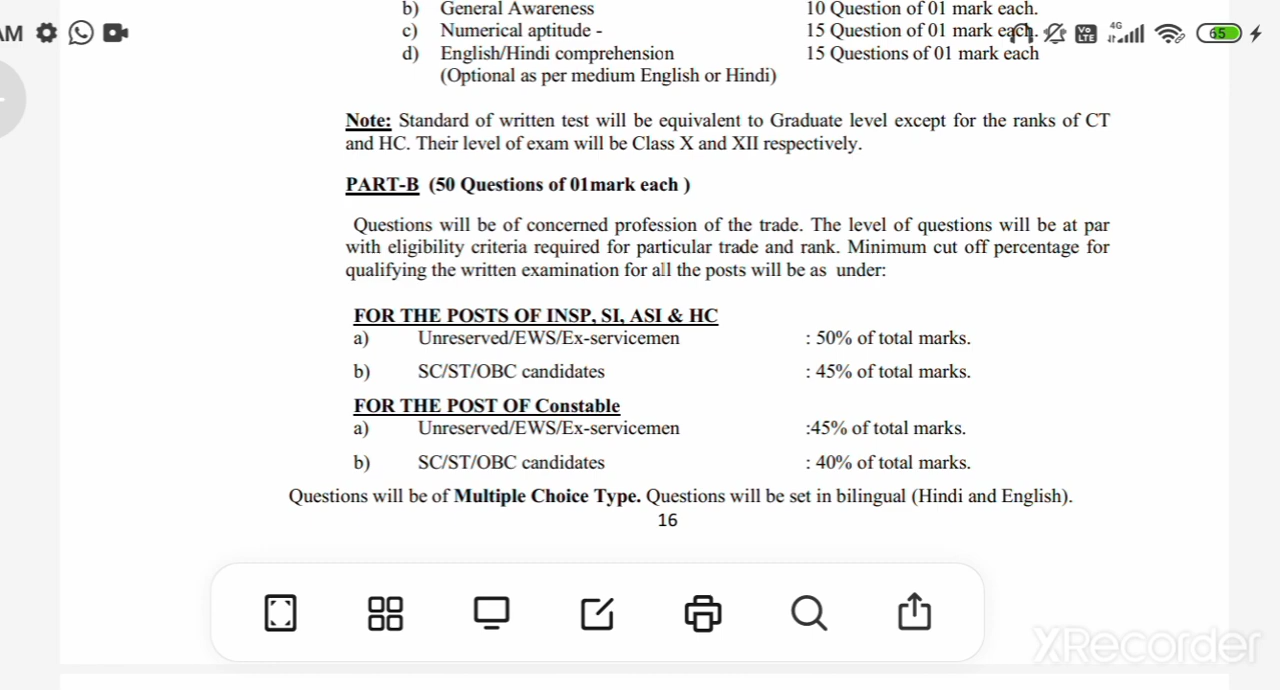 AM
4G
Vo
LTE
65
b) General Awareness 10 Question of 01 mark each.
c) Numerical aptitude - 15 Question of 01 mark each.
d) English/Hindi comprehension 15 Questions of 01 mark each
(Optional as per medium English or Hindi)
Note: Standard of written test will be equivalent to Graduate level except for the ranks of CT
and HC. Their level of exam will be Class X and XII respectively.
PART-B (50 Questions of 01mark each )
Questions will be of concerned profession of the trade. The level of questions will be at par
with eligibility criteria required for particular trade and rank. Minimum cut off percentage for
qualifying the written examination for all the posts will be as under:
FOR THE POSTS OF INSP, SI, ASI & HC
a) Unreserved/EWS/Ex-servicemen : 50% of total marks.
b) SC/ST/OBC candidates : 45% of total marks.
FOR THE POST OF Constable
a) Unreserved/EWS/Ex-servicemen :45% of total marks.
b) SC/ST/OBC candidates : 40% of total marks.
Questions will be of Multiple Choice Type. Questions will be set in bilingual (Hindi and English).
16
XRecorder